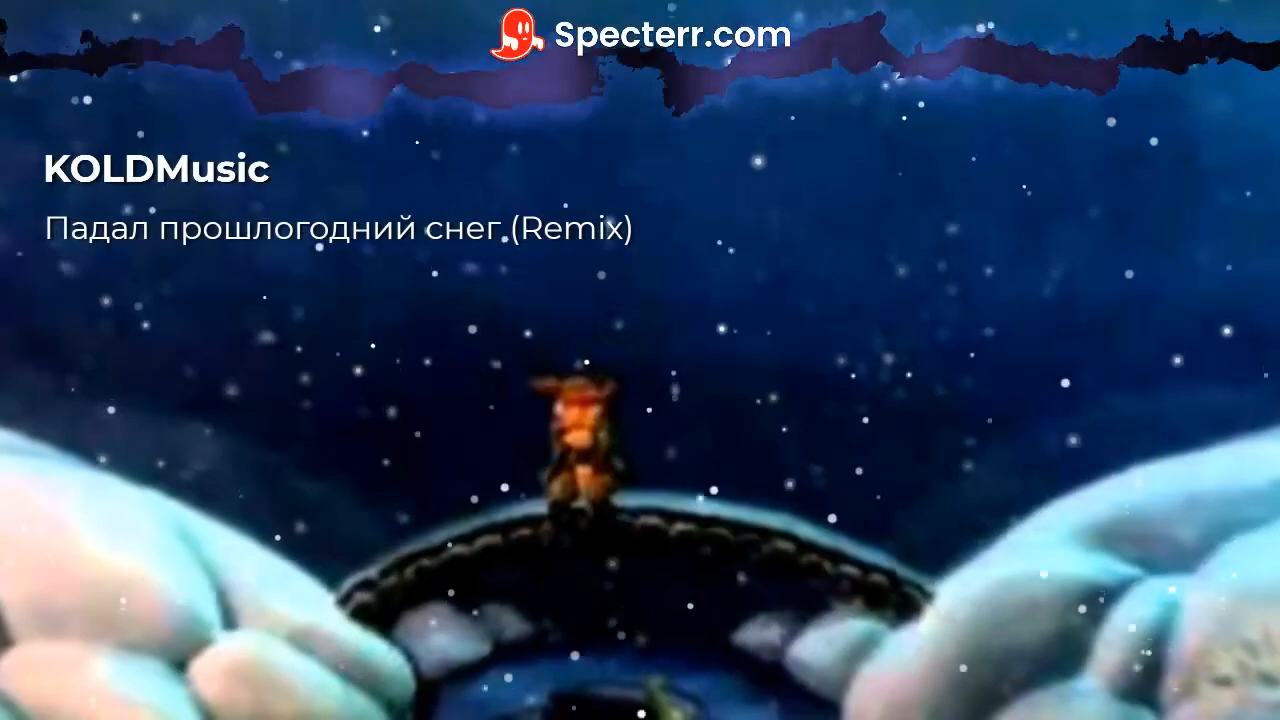 Specterr.com
KOLDMusic
Падал прошлогодний снег (Remix)